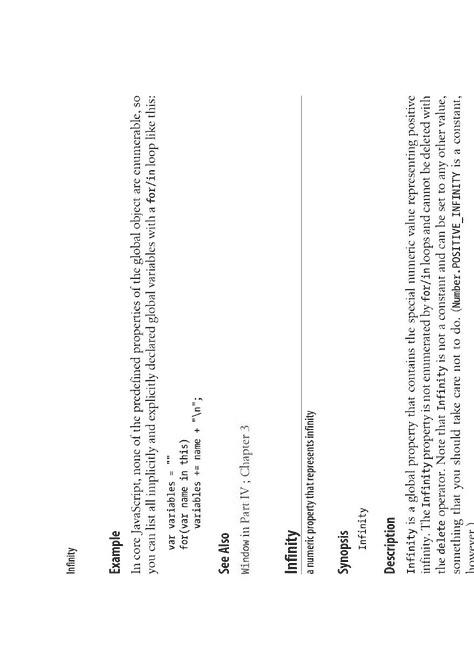 Infinity
Example
In core JavaScript, none of the predefined properties of the global object are enumerable, so
you can list all implicitly and explicitly declared global variables with a for/in loop like this:
var variables = ""
for(var name in this)
variables += name + "\n";
See Also
Window in Part IV ; Chapter 3
Infinity
a numeric property that represents infinity
Synopsis
Infinity
Description
Infinity is a global property that contains the special numeric value representing positive
infinity. The Infinity property is not enumerated by for/in loops and cannot be deleted with
the delete operator. Note that Infinity is not a constant and can be set to any other value,
something that you should take care not to do. (Number.POSITIVE_INFINITY is a constant,
however.)